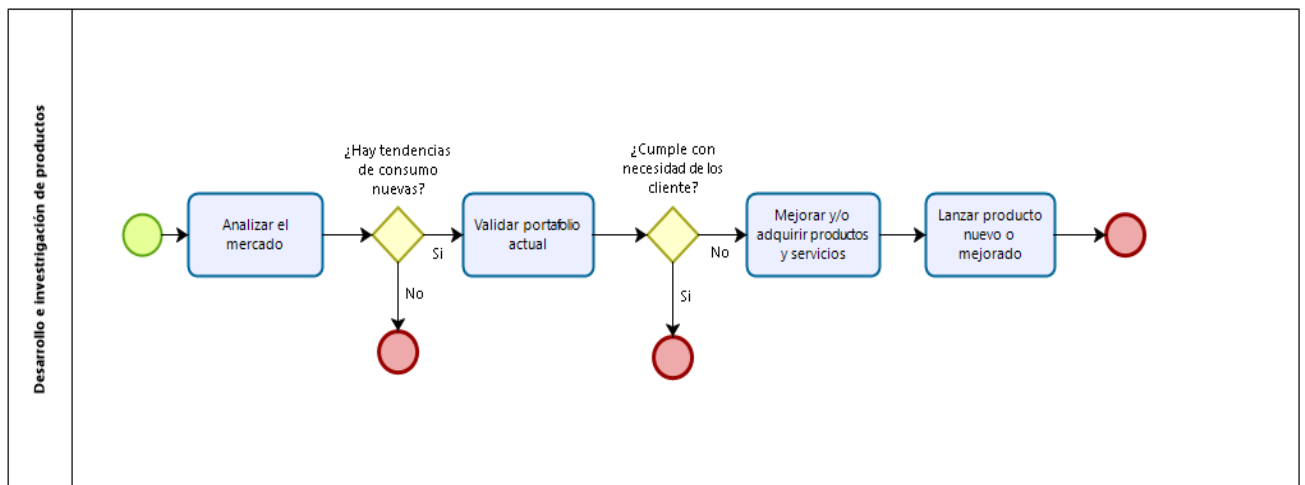 Desarrollo e investrigación de productos
¿Hay tendencias
de consumo
nuevas?
¿Cumple con
necesidad de los
cliente?
Analizar el
mercado
Si
Validar portafolio
actual
No
Mejorar y/o
adquirir productos
y servicios
Lanzar producto
nuevo o
mejorado
No
Si